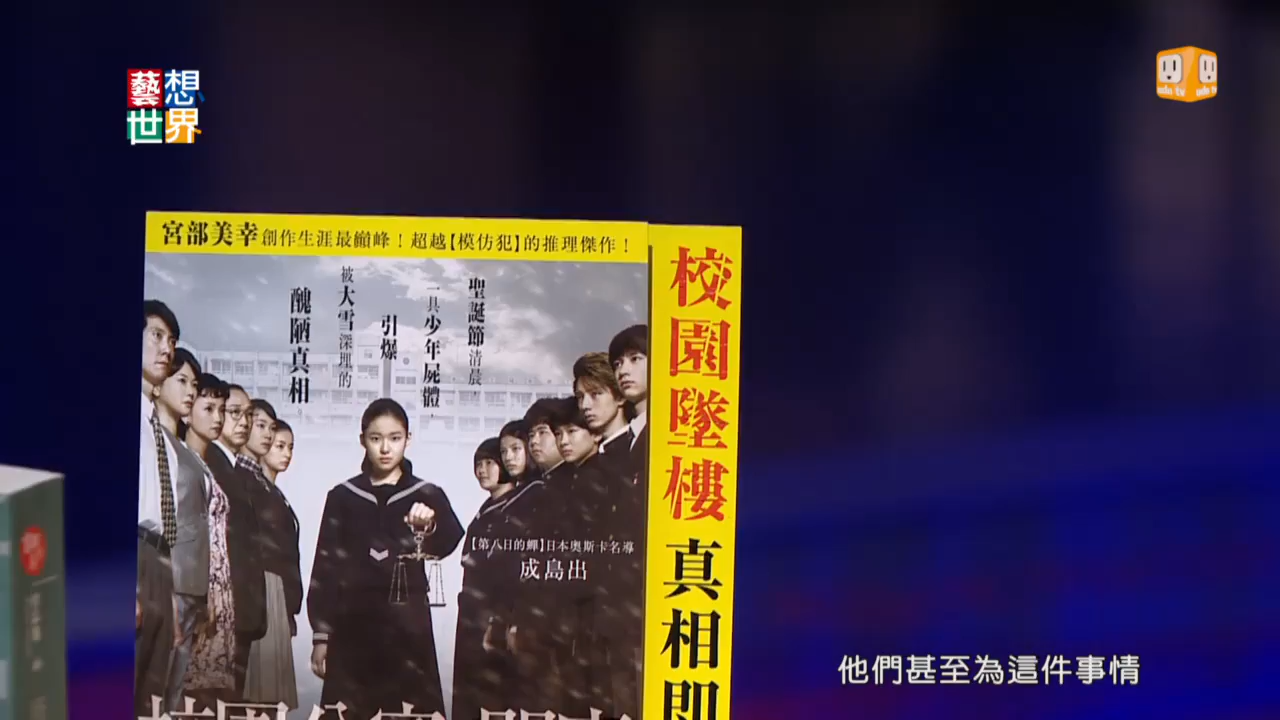 藝想
世界
udn tv udn tv
宮部美幸創作生涯最巔峰！超越【模仿犯】的推理傑作！
聖誕節清晨，
一具少年屍體，
引爆
被大雪深埋的
醜陋真相
【第八日的蟬】日本奧斯卡名導
成島出
校園墜樓 真相即
他們甚至為這件事情